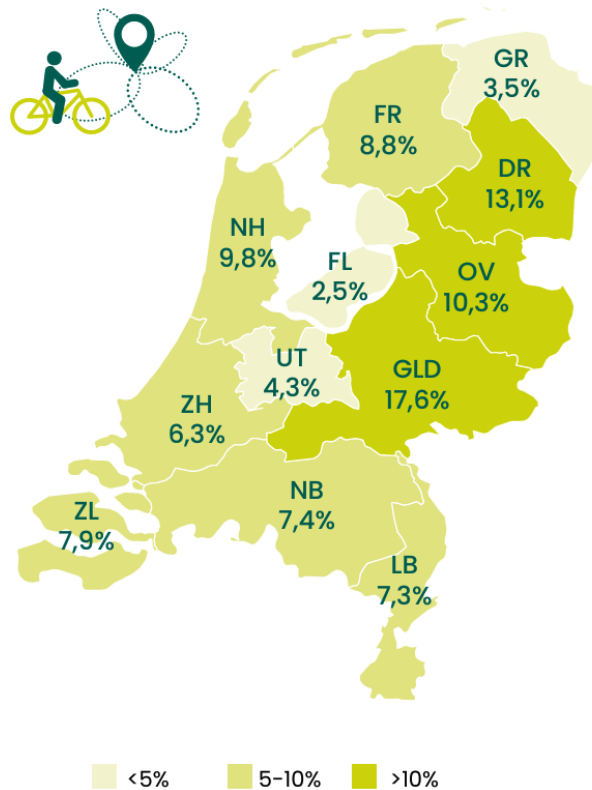 GR
3,5%
FR
8,8%
DR
13,1%
NH
9,8%
FL
2,5%
OV
10,3%
UT
4,3%
GLD
17,6%
ZH
6,3%
NB
7,4%
ZL
7,9%
LB
7,3%
<5%
5-10%
>10%